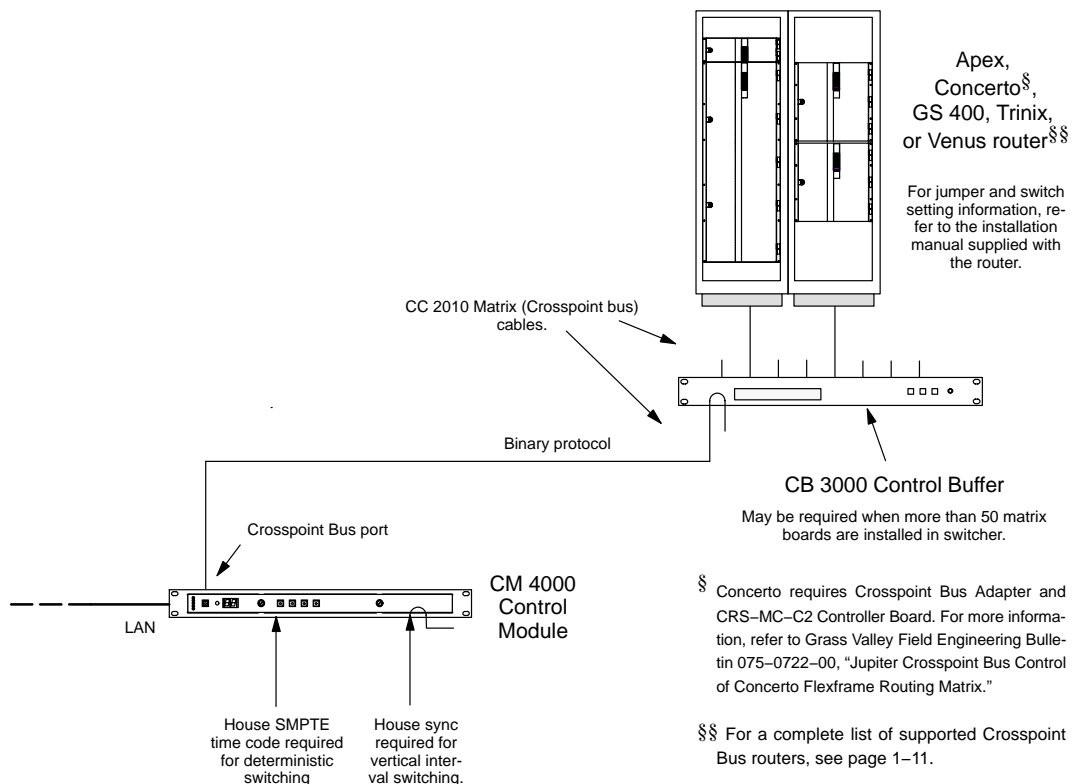 Apex,
Concerto§,
GS 400, Trinix,
or Venus router§§
For jumper and switch
setting information, re-
fer to the installation
manual supplied with
the router.
CC 2010 Matrix (Crosspoint bus)
cables.
Binary protocol
CB 3000 Control Buffer
May be required when more than 50 matrix
boards are installed in switcher.
Crosspoint Bus port
CM 4000
Control
Module
LAN
House SMPTE
time code required
for deterministic
switching
House sync
required for
vertical inter-
val switching.
§ Concerto requires Crosspoint Bus Adapter and
CRS–MC–C2 Controller Board. For more informa-
tion, refer to Grass Valley Field Engineering Bulle-
tin 075–0722–00, “Jupiter Crosspoint Bus Control
of Concerto Flexframe Routing Matrix.”
§§ For a complete list of supported Crosspoint
Bus routers, see page 1–11.